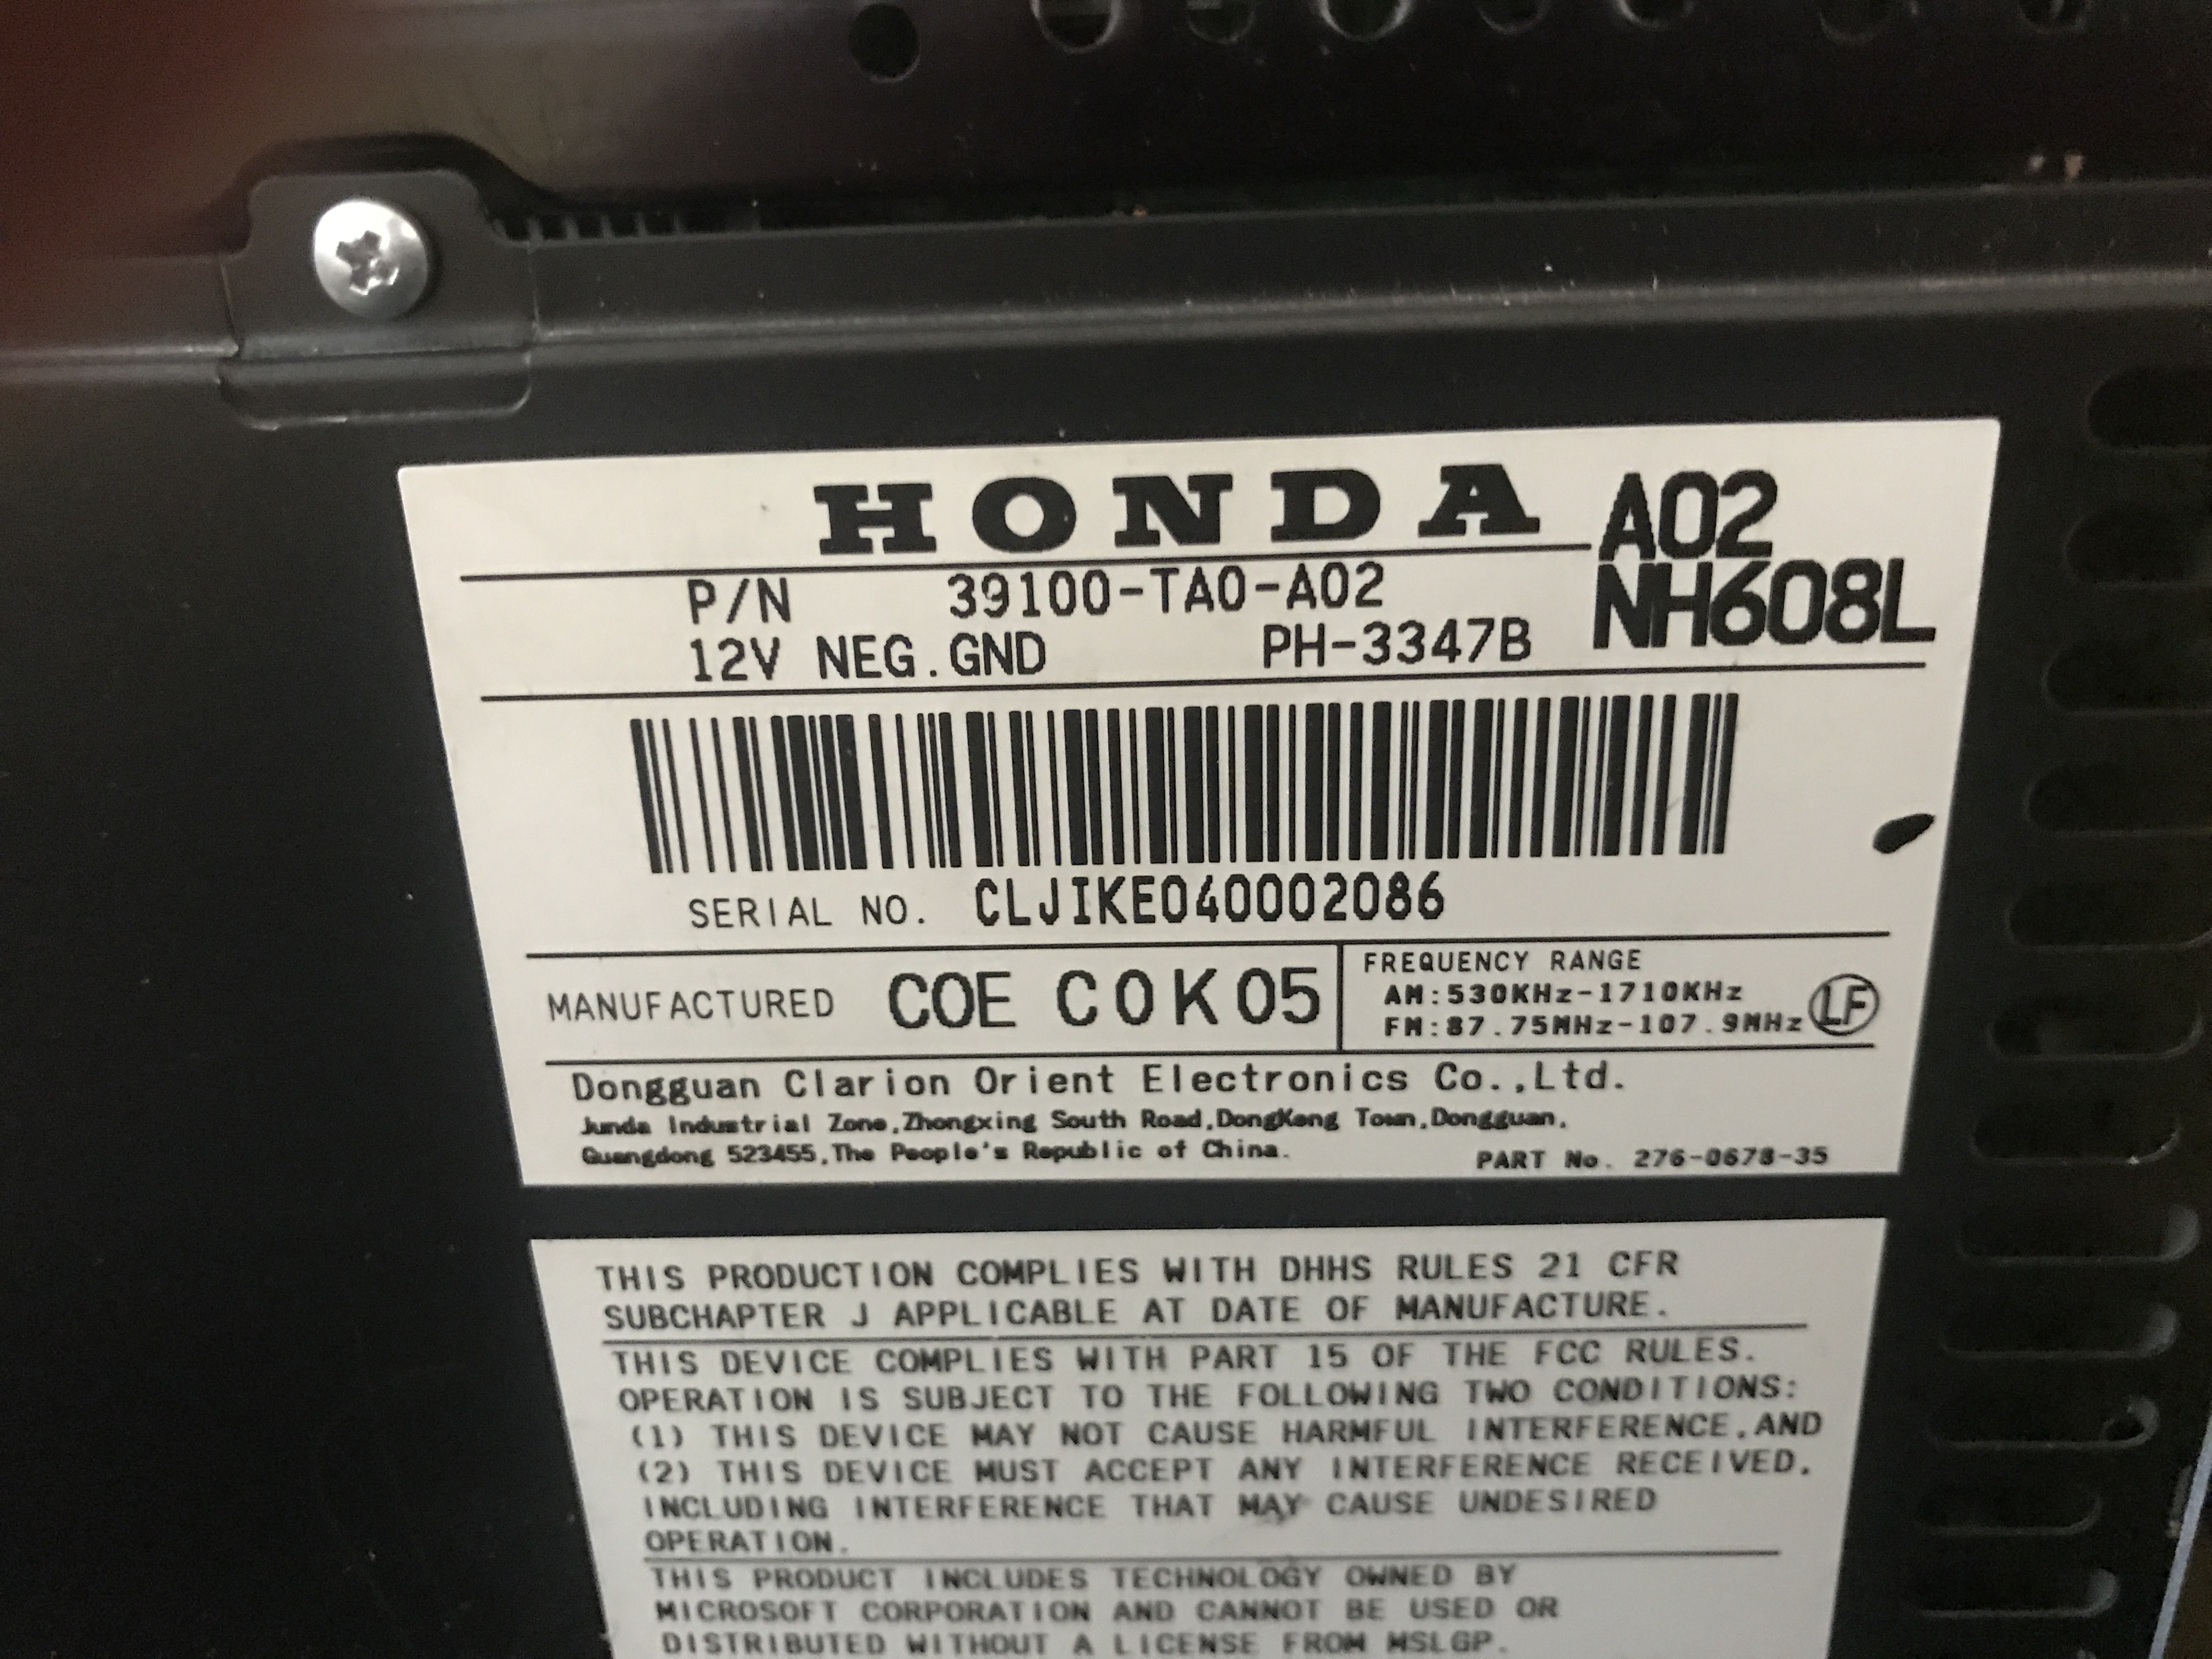 HONDA A02
P/N 39100-TA0-A02 NH608L
12V NEG.GND PH-3347B
SERIAL NO. CLJIKE040002086
MANUFACTURED COE C0K05
FREQUENCY RANGE
AM:530KHz-1710KHz
FM:87.75MHz-107.9MHz LF
Dongguan Clarion Orient Electronics Co.,Ltd.
Junda Industrial Zone,Zhongxing South Road,DongKeng Town,Dongguan,
Guangdong 523455,The People's Republic of China.
PART No. 276-0678-35
THIS PRODUCTION COMPLIES WITH DHHS RULES 21 CFR
SUBCHAPTER J APPLICABLE AT DATE OF MANUFACTURE.
THIS DEVICE COMPLIES WITH PART 15 OF THE FCC RULES.
OPERATION IS SUBJECT TO THE FOLLOWING TWO CONDITIONS:
(1) THIS DEVICE MAY NOT CAUSE HARMFUL INTERFERENCE,AND
(2) THIS DEVICE MUST ACCEPT ANY INTERFERENCE RECEIVED,
INCLUDING INTERFERENCE THAT MAY CAUSE UNDESIRED
OPERATION.
THIS PRODUCT INCLUDES TECHNOLOGY OWNED BY
MICROSOFT CORPORATION AND CANNOT BE USED OR
DISTRIBUTED WITHOUT A LICENSE FROM MSLGP.